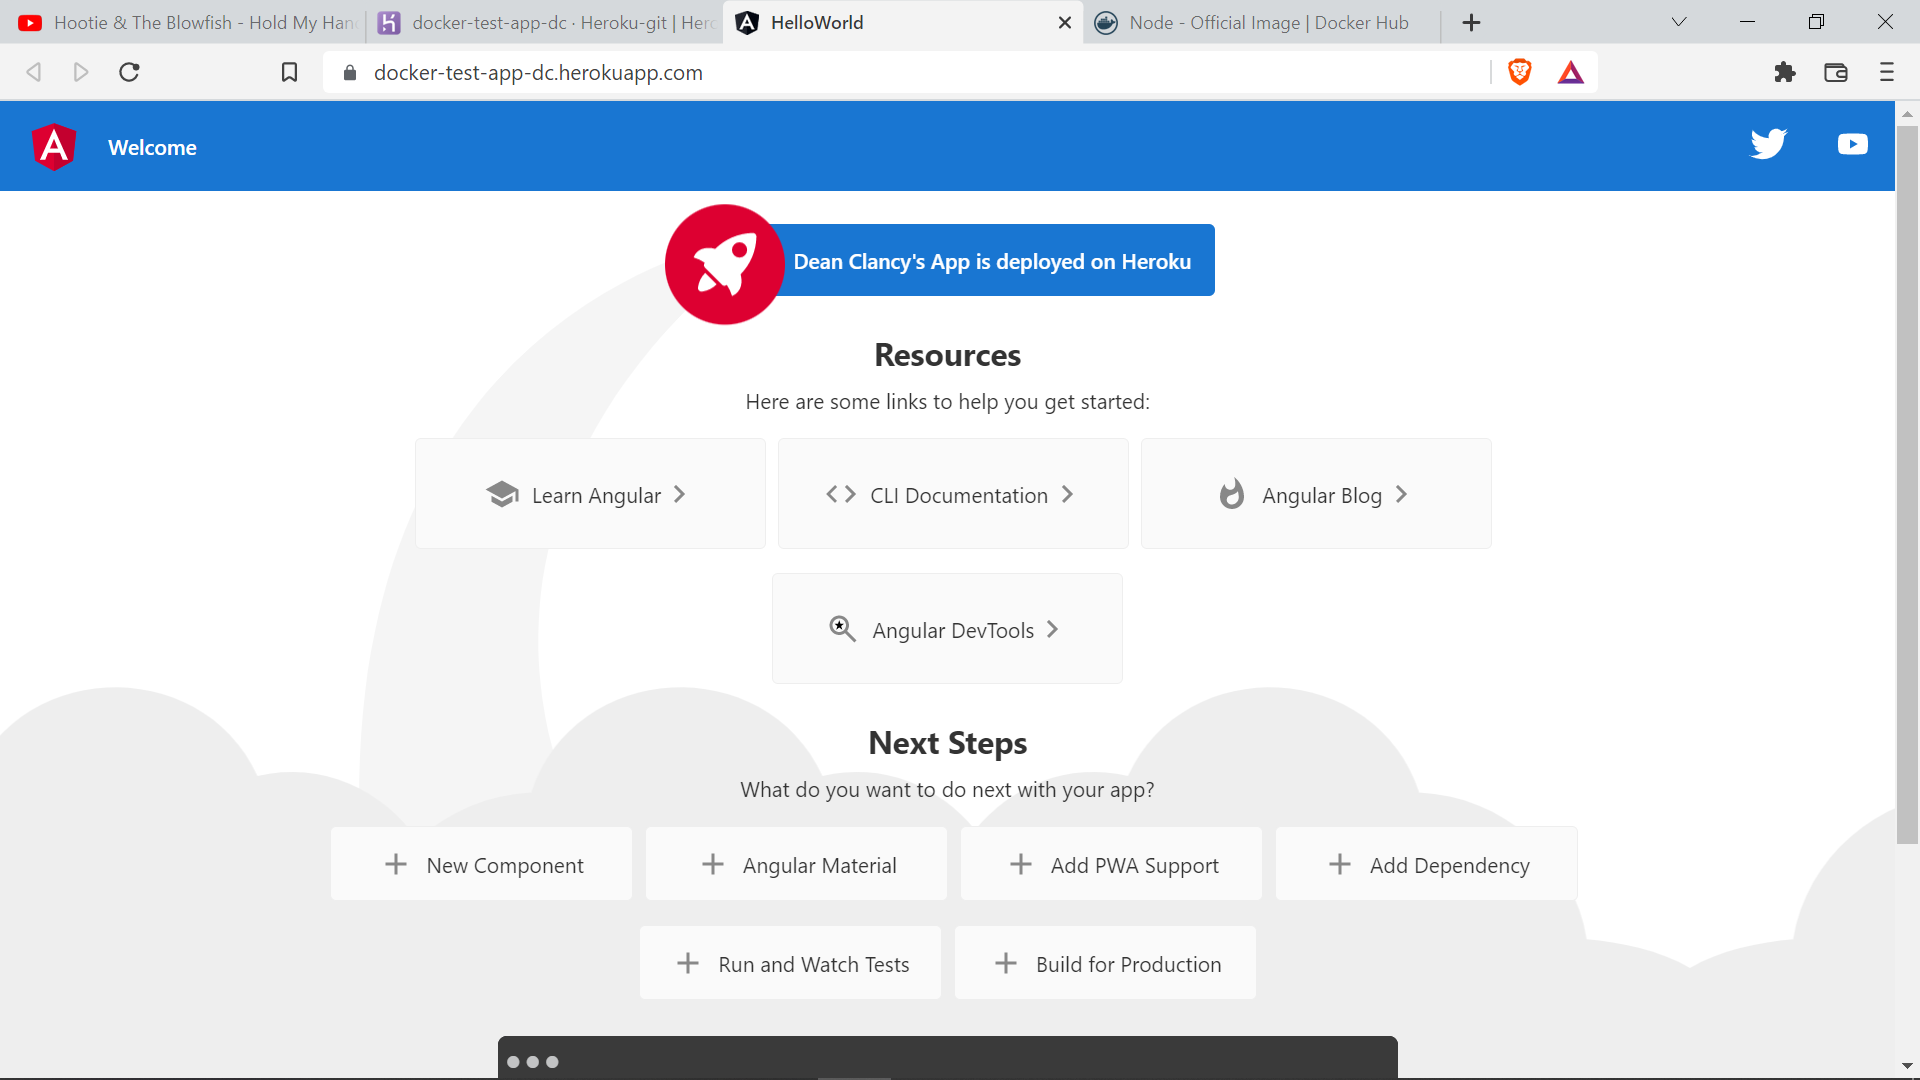 Hootie & The Blowfish - Hold My Han
docker-test-app-dc · Heroku-git | Herc
HelloWorld
Node - Official Image | Docker Hub
docker-test-app-dc.herokuapp.com
A
Welcome
Dean Clancy's App is deployed on Heroku
Resources
Here are some links to help you get started:
Learn Angular
CLI Documentation
Angular Blog
Angular DevTools
Next Steps
What do you want to do next with your app?
New Component
Angular Material
Add PWA Support
Add Dependency
Run and Watch Tests
Build for Production